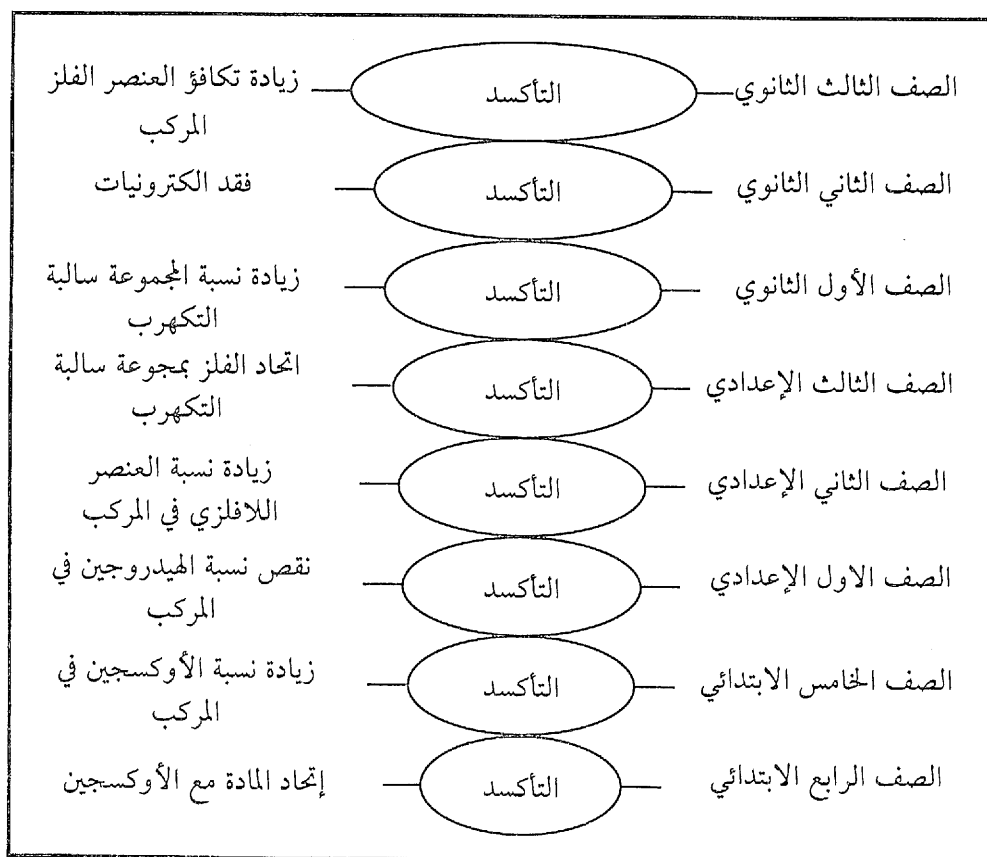 الصف الثالث الثانوي
التأكسد
زيادة تكافؤ العنصر الفلز
المركب
الصف الثاني الثانوي
التأكسد
فقد الكترونيات
الصف الأول الثانوي
التأكسد
زيادة نسبة المجموعة سالبة
التكهرب
الصف الثالث الإعدادي
التأكسد
اتحاد الفلز بمجوعة سالبة
التكهرب
الصف الثاني الإعدادي
التأكسد
زيادة نسبة العنصر
اللافلزي في المركب
الصف الاول الإعدادي
التأكسد
نقص نسبة الهيدروجين في
المركب
الصف الخامس الابتدائي
التأكسد
زيادة نسبة الأوكسجين في
المركب
الصف الرابع الابتدائي
التأكسد
إتحاد المادة مع الأوكسجين